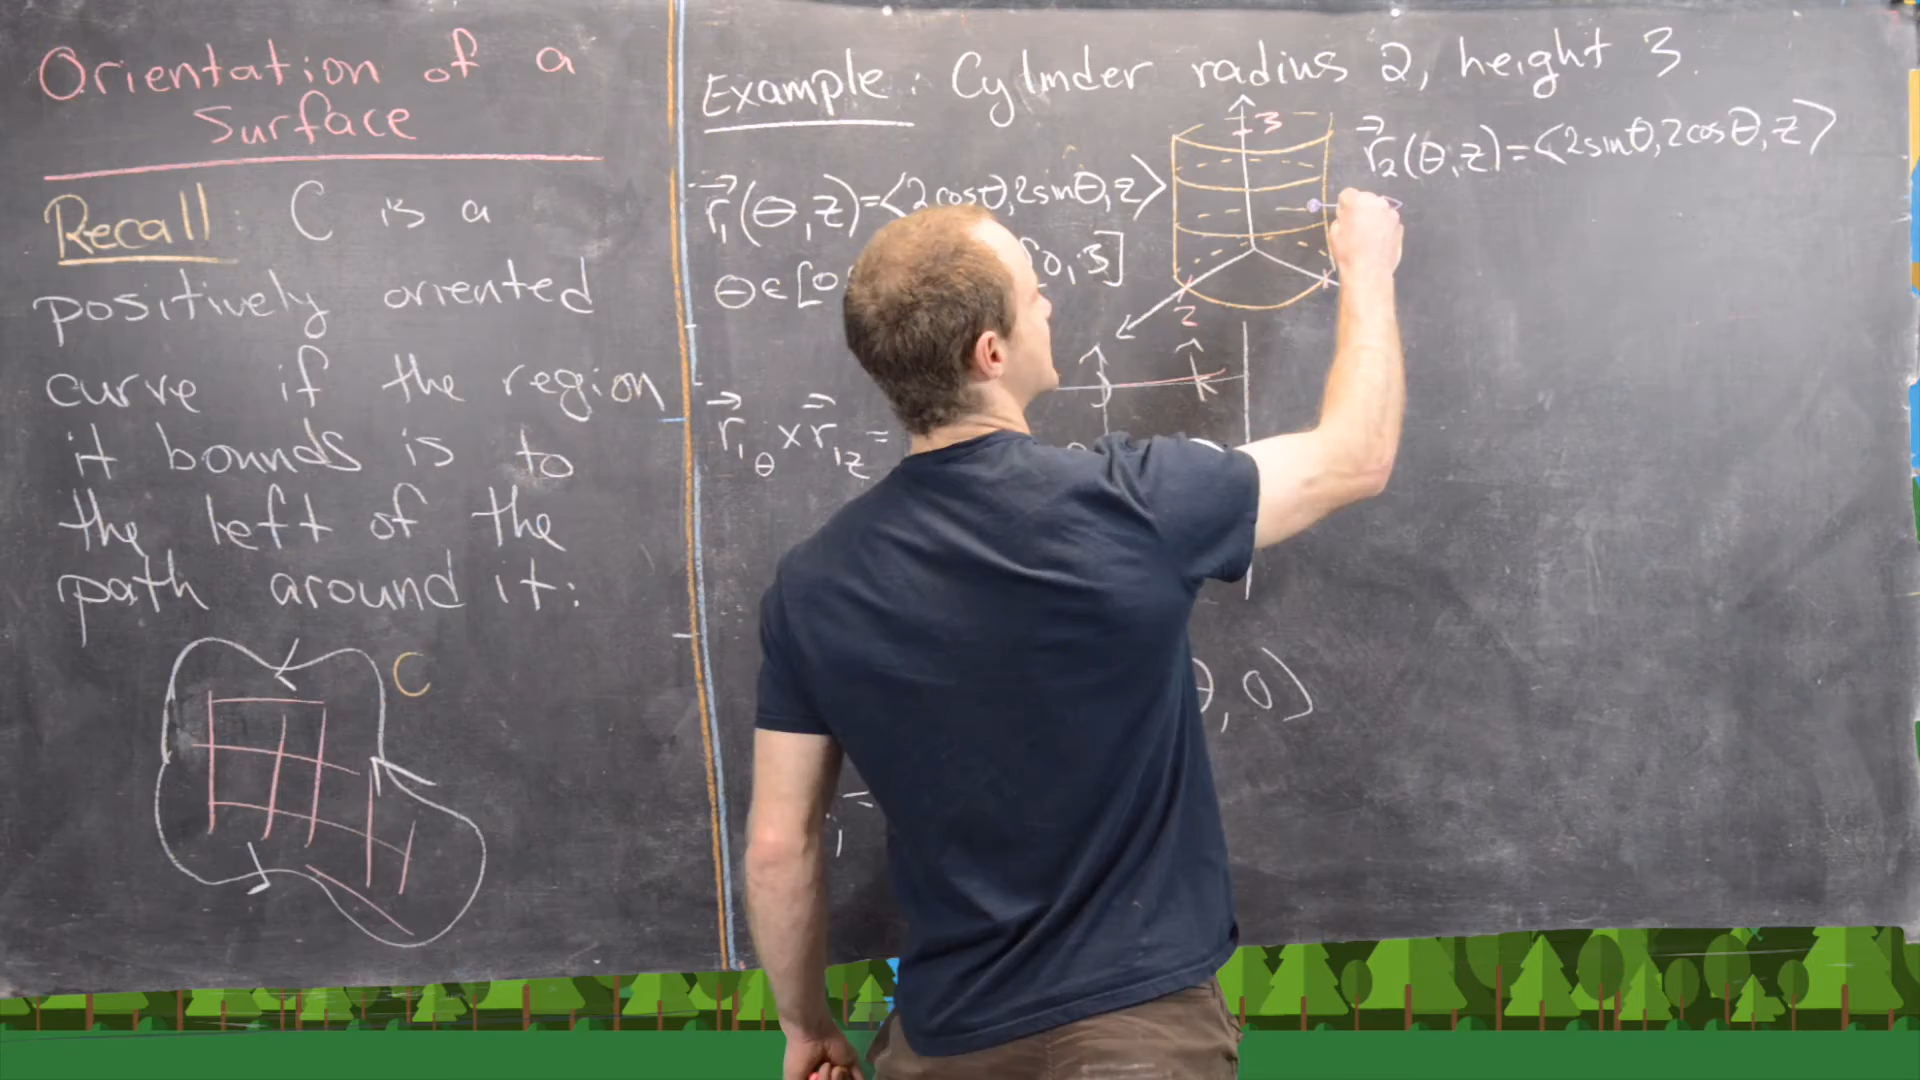 Orientation of a
Surface
Recall: C is a
positively oriented
curve if the region
it bounds is to
the left of the
path around it:
C
Example: Cylinder radius 2, height 3.
r⃗₁(θ,z)=⟨2cosθ,2sinθ,z⟩
θ∈[0
[0,3]
3
2
r⃗₂(θ,z)=⟨2sinθ,2cosθ,z⟩
r⃗₁θ × r⃗₁z =
, 0⟩